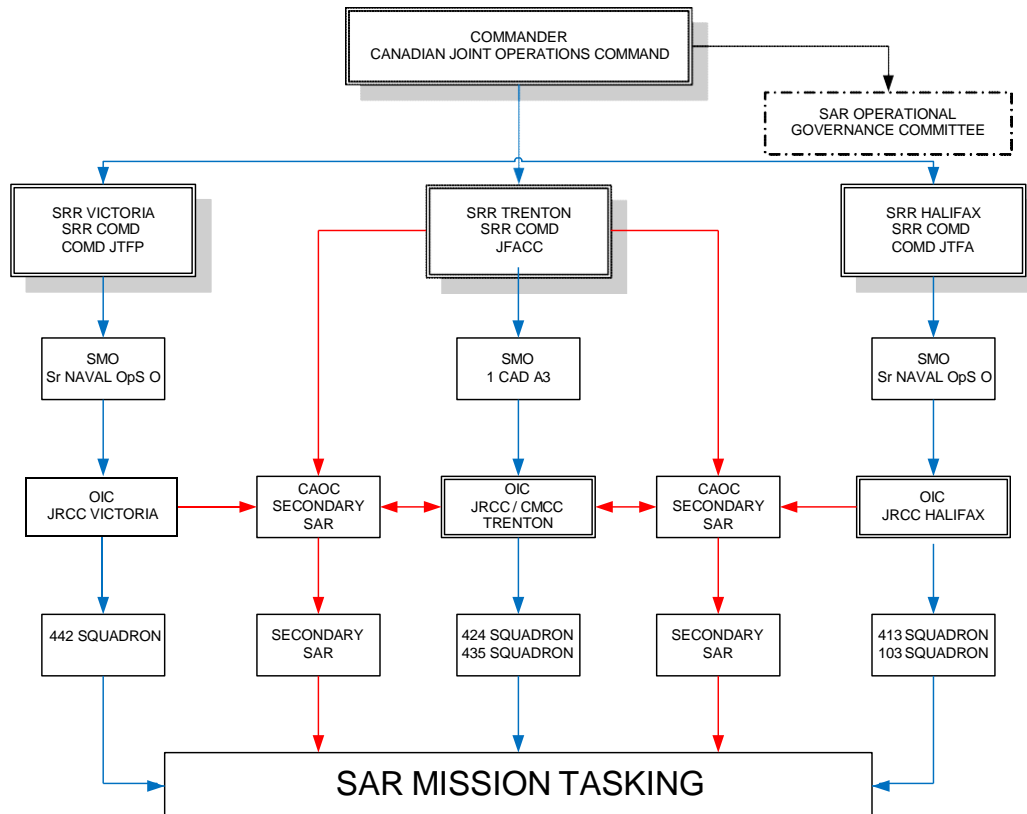 COMMANDER
CANADIAN JOINT OPERATIONS COMMAND
SAR OPERATIONAL
GOVERNANCE COMMITTEE
SRR VICTORIA
SRR COMD
COMD JTFP
SRR TRENTON
SRR COMD
JFACC
SRR HALIFAX
SRR COMD
COMD JTFA
SMO
Sr NAVAL OpS O
SMO
1 CAD A3
SMO
Sr NAVAL OpS O
OIC
JRCC VICTORIA
CAOC
SECONDARY
SAR
OIC
JRCC / CMCC
TRENTON
CAOC
SECONDARY
SAR
OIC
JRCC HALIFAX
442 SQUADRON
SECONDARY
SAR
424 SQUADRON
435 SQUADRON
SECONDARY
SAR
413 SQUADRON
103 SQUADRON
SAR MISSION TASKING